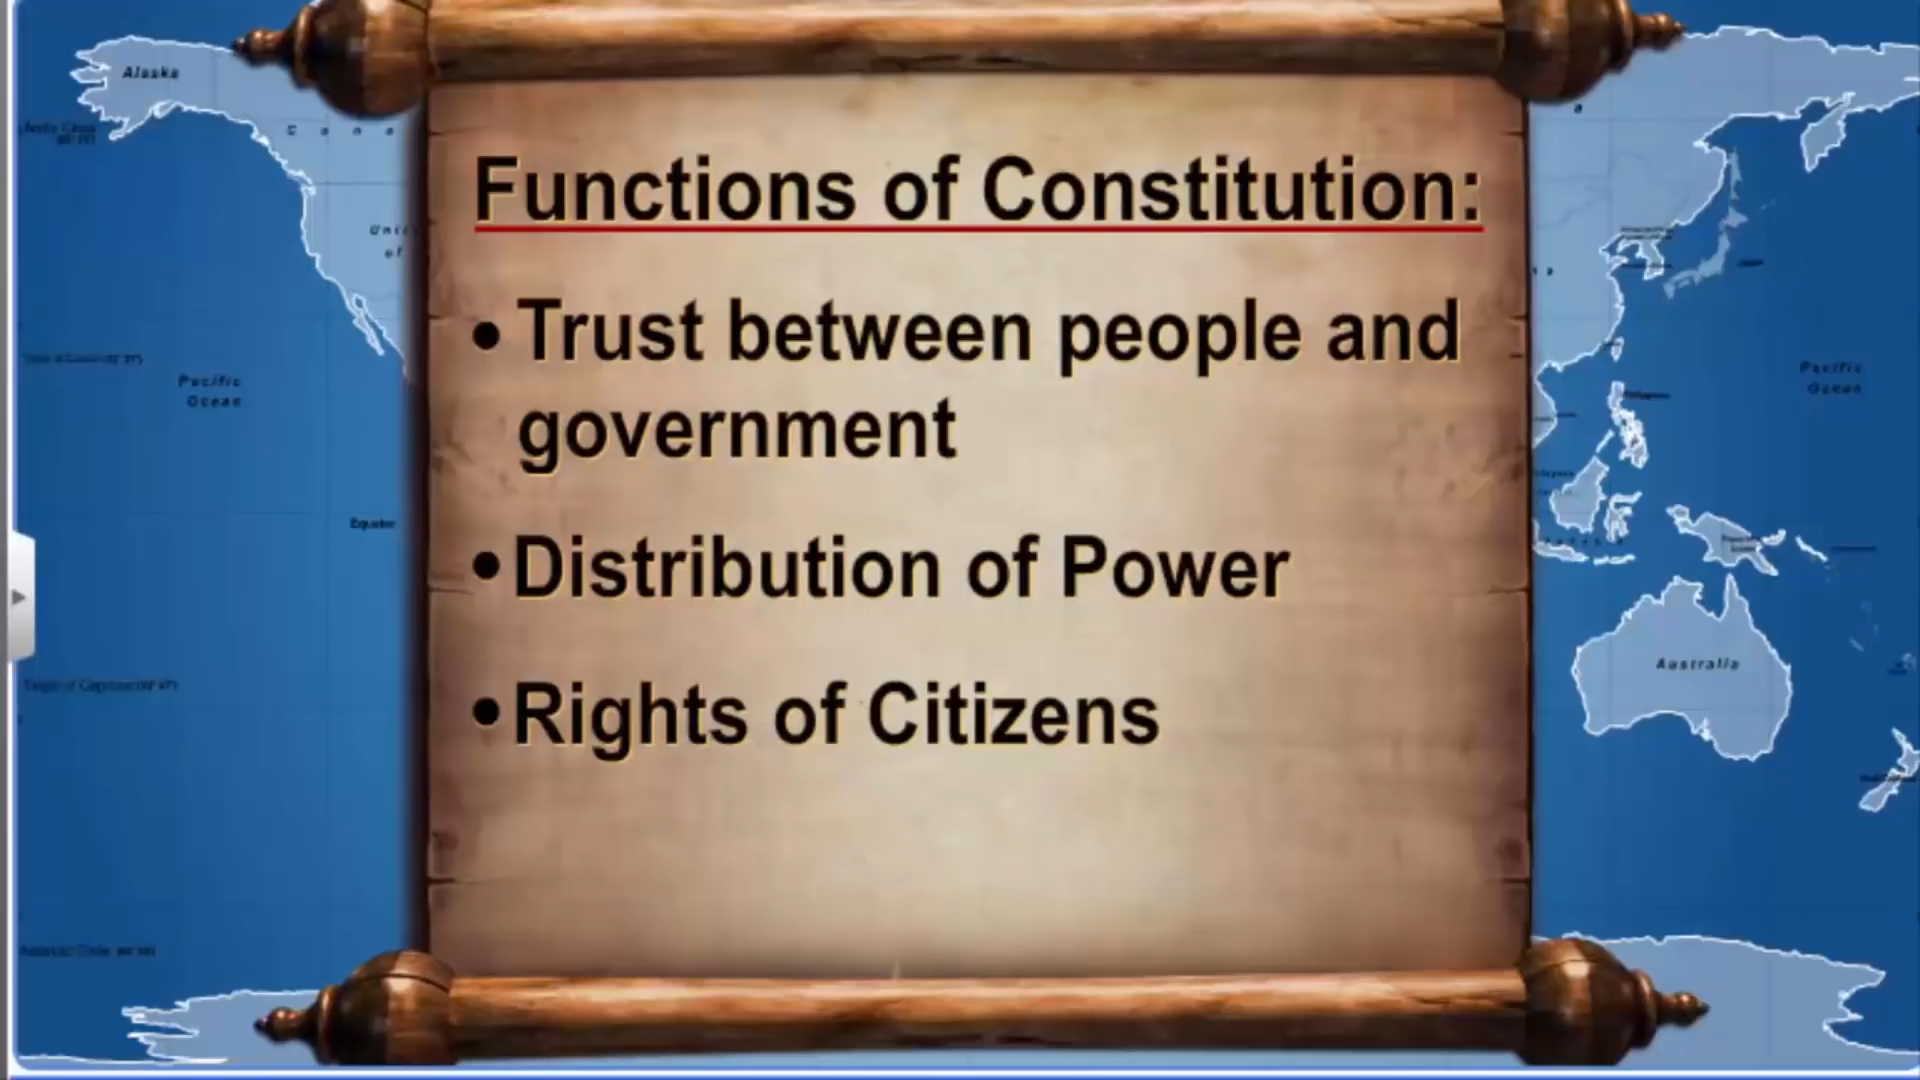 Functions of Constitution:
• Trust between people and
government
• Distribution of Power
• Rights of Citizens
Alaska
Pacific
Ocean
Equator
Pacific
Ocean
Australia